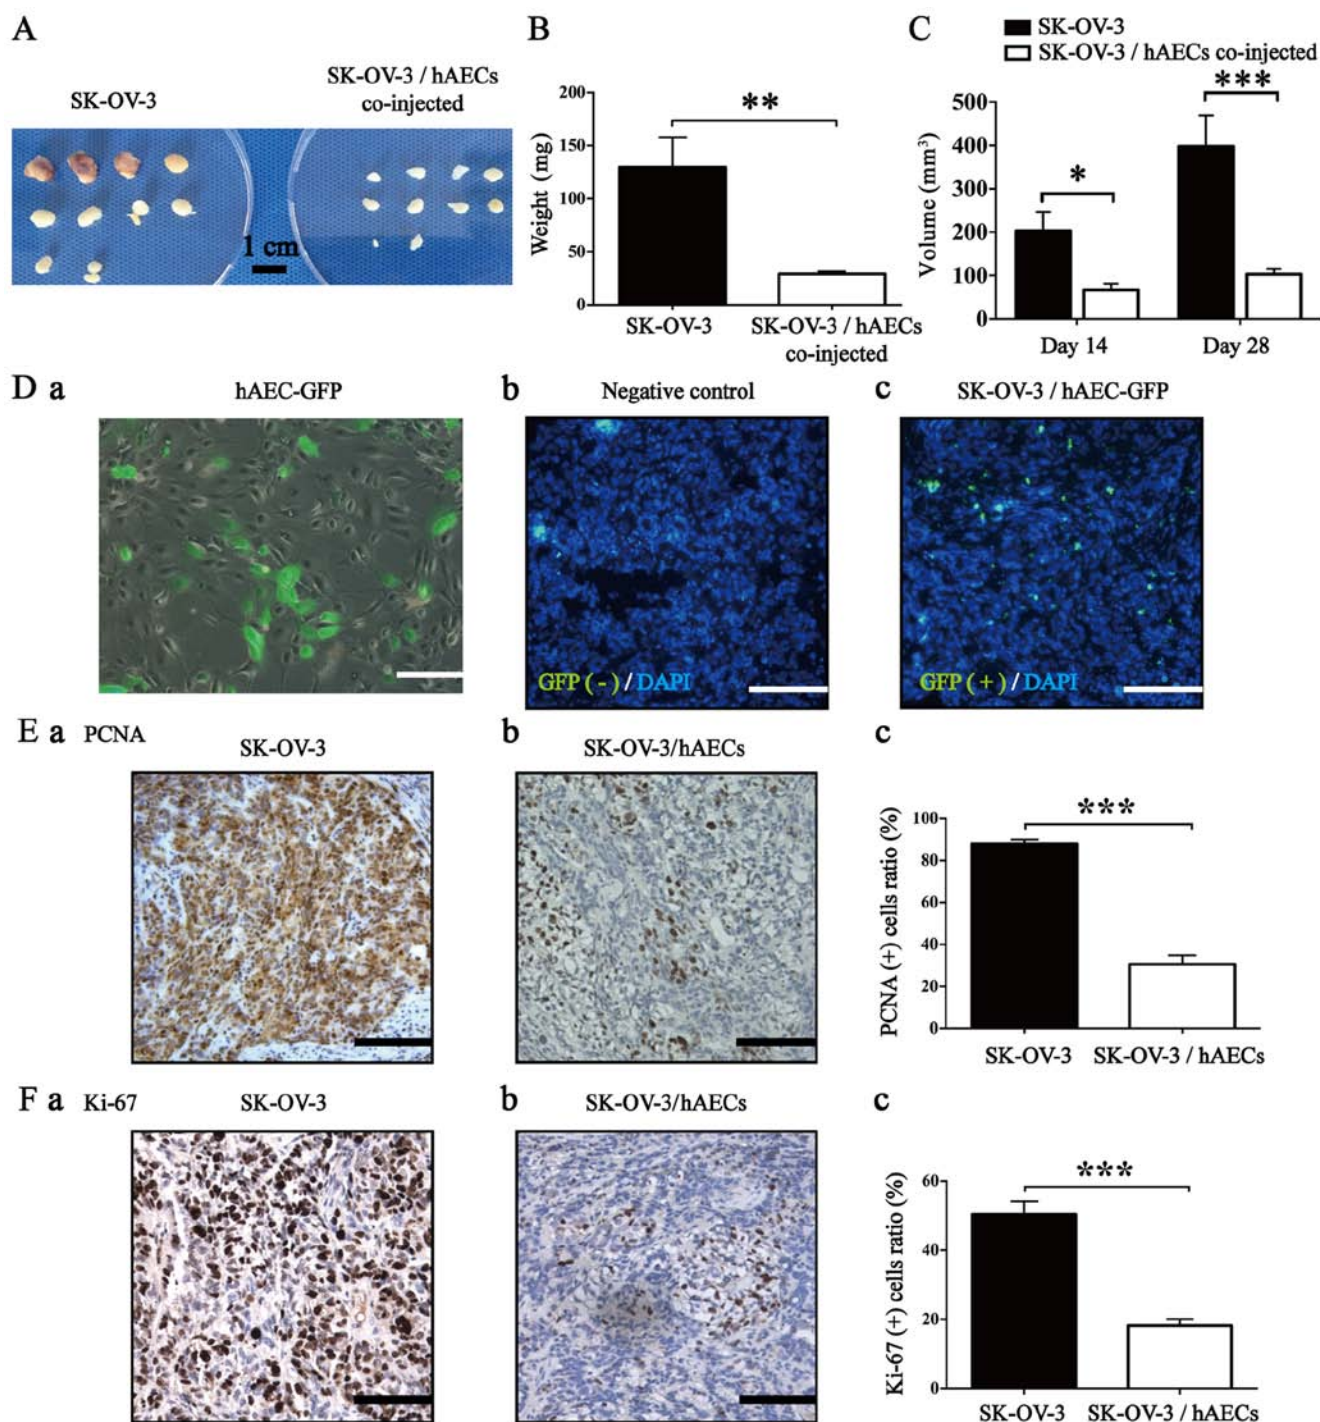 A
SK-OV-3
SK-OV-3 / hAECs
co-injected
1 cm
B
200
150
100
50
0
Weight (mg)
**
SK-OV-3
SK-OV-3 / hAECs
co-injected
C
SK-OV-3
SK-OV-3 / hAECs co-injected
500
400
300
200
100
0
Volume (mm³)
*
***
Day 14
Day 28
D a
hAEC-GFP
b
Negative control
GFP (-) / DAPI
c
SK-OV-3 / hAEC-GFP
GFP (+) / DAPI
E a
PCNA
SK-OV-3
b
SK-OV-3/hAECs
c
100
80
60
40
20
0
PCNA (+) cells ratio (%)
***
SK-OV-3
SK-OV-3 / hAECs
F a
Ki-67
SK-OV-3
b
SK-OV-3/hAECs
c
60
40
20
0
Ki-67 (+) cells ratio (%)
***
SK-OV-3
SK-OV-3 / hAECs